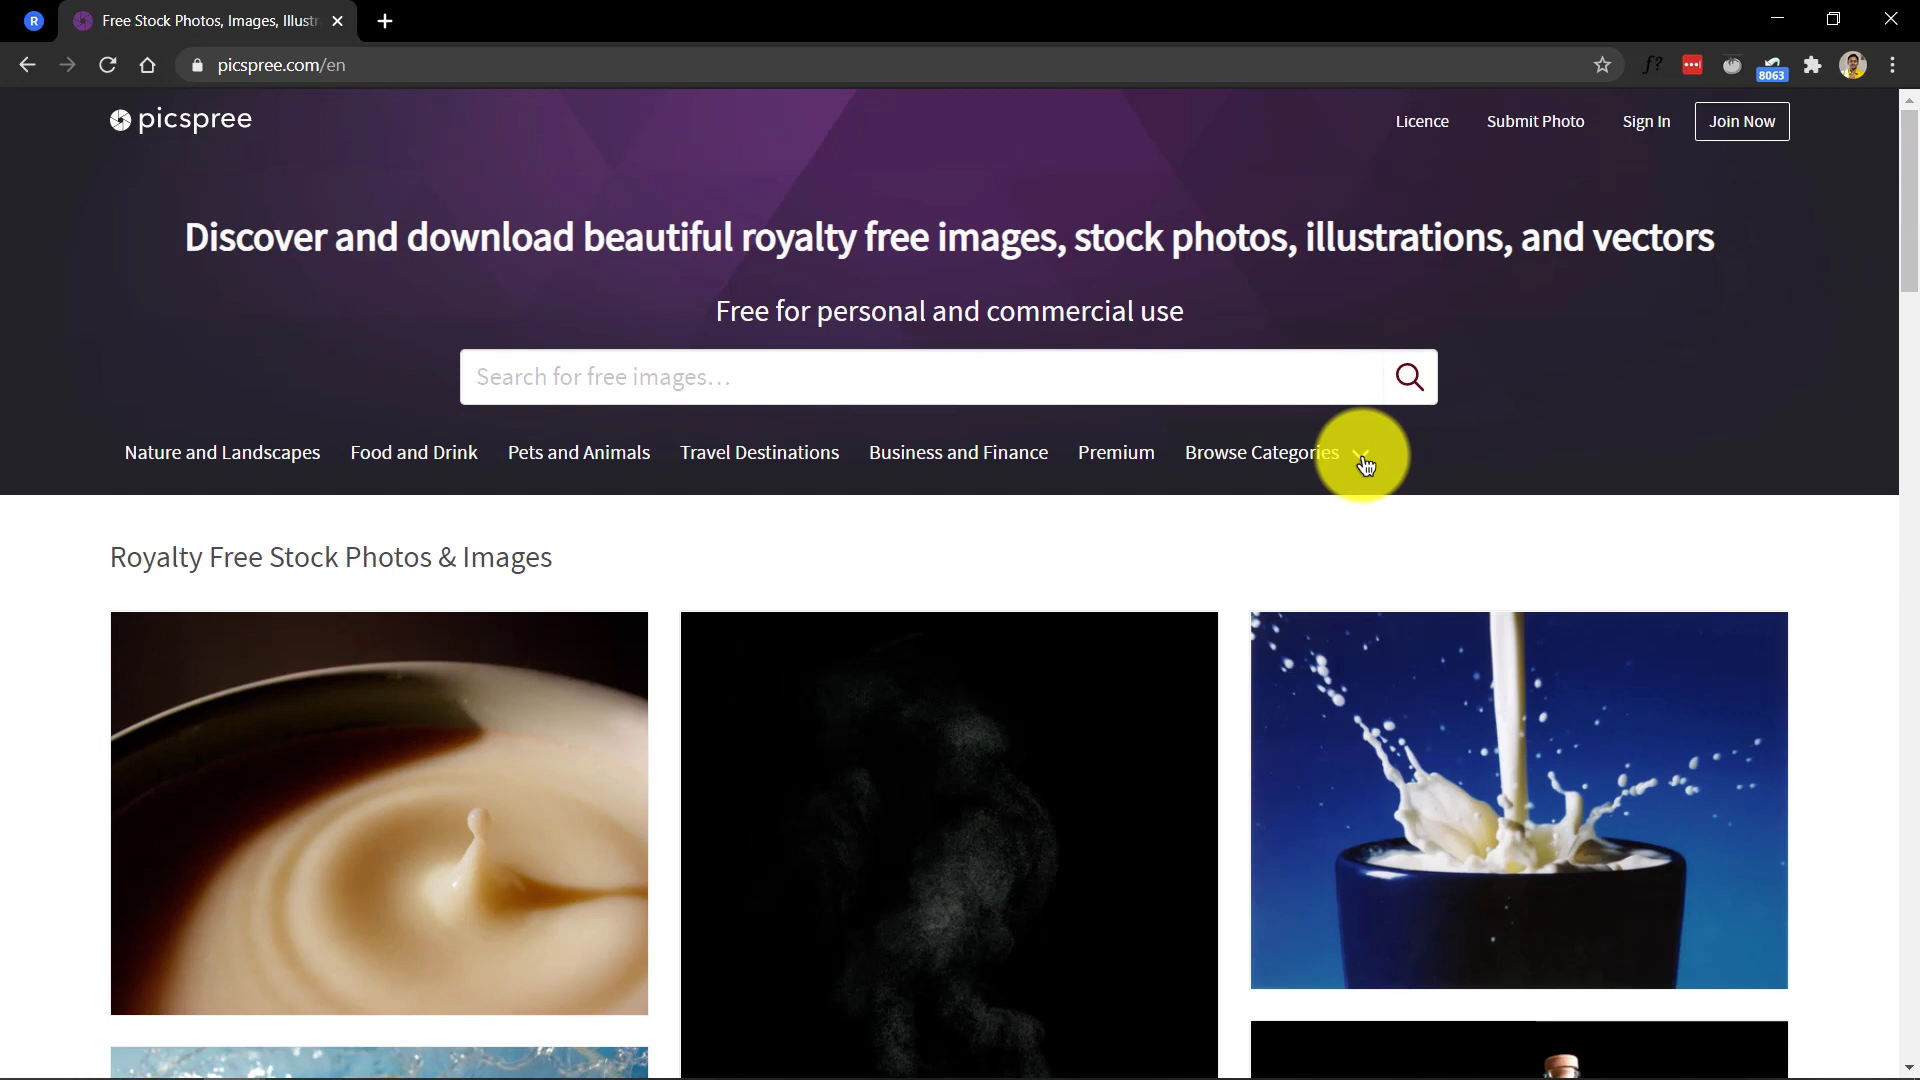 R
Free Stock Photos, Images, Illustr
picspree.com/en
f?
8063
picspree
Licence
Submit Photo
Sign In
Join Now
Discover and download beautiful royalty free images, stock photos, illustrations, and vectors
Free for personal and commercial use
Search for free images...
Nature and Landscapes
Food and Drink
Pets and Animals
Travel Destinations
Business and Finance
Premium
Browse Categories
Royalty Free Stock Photos & Images